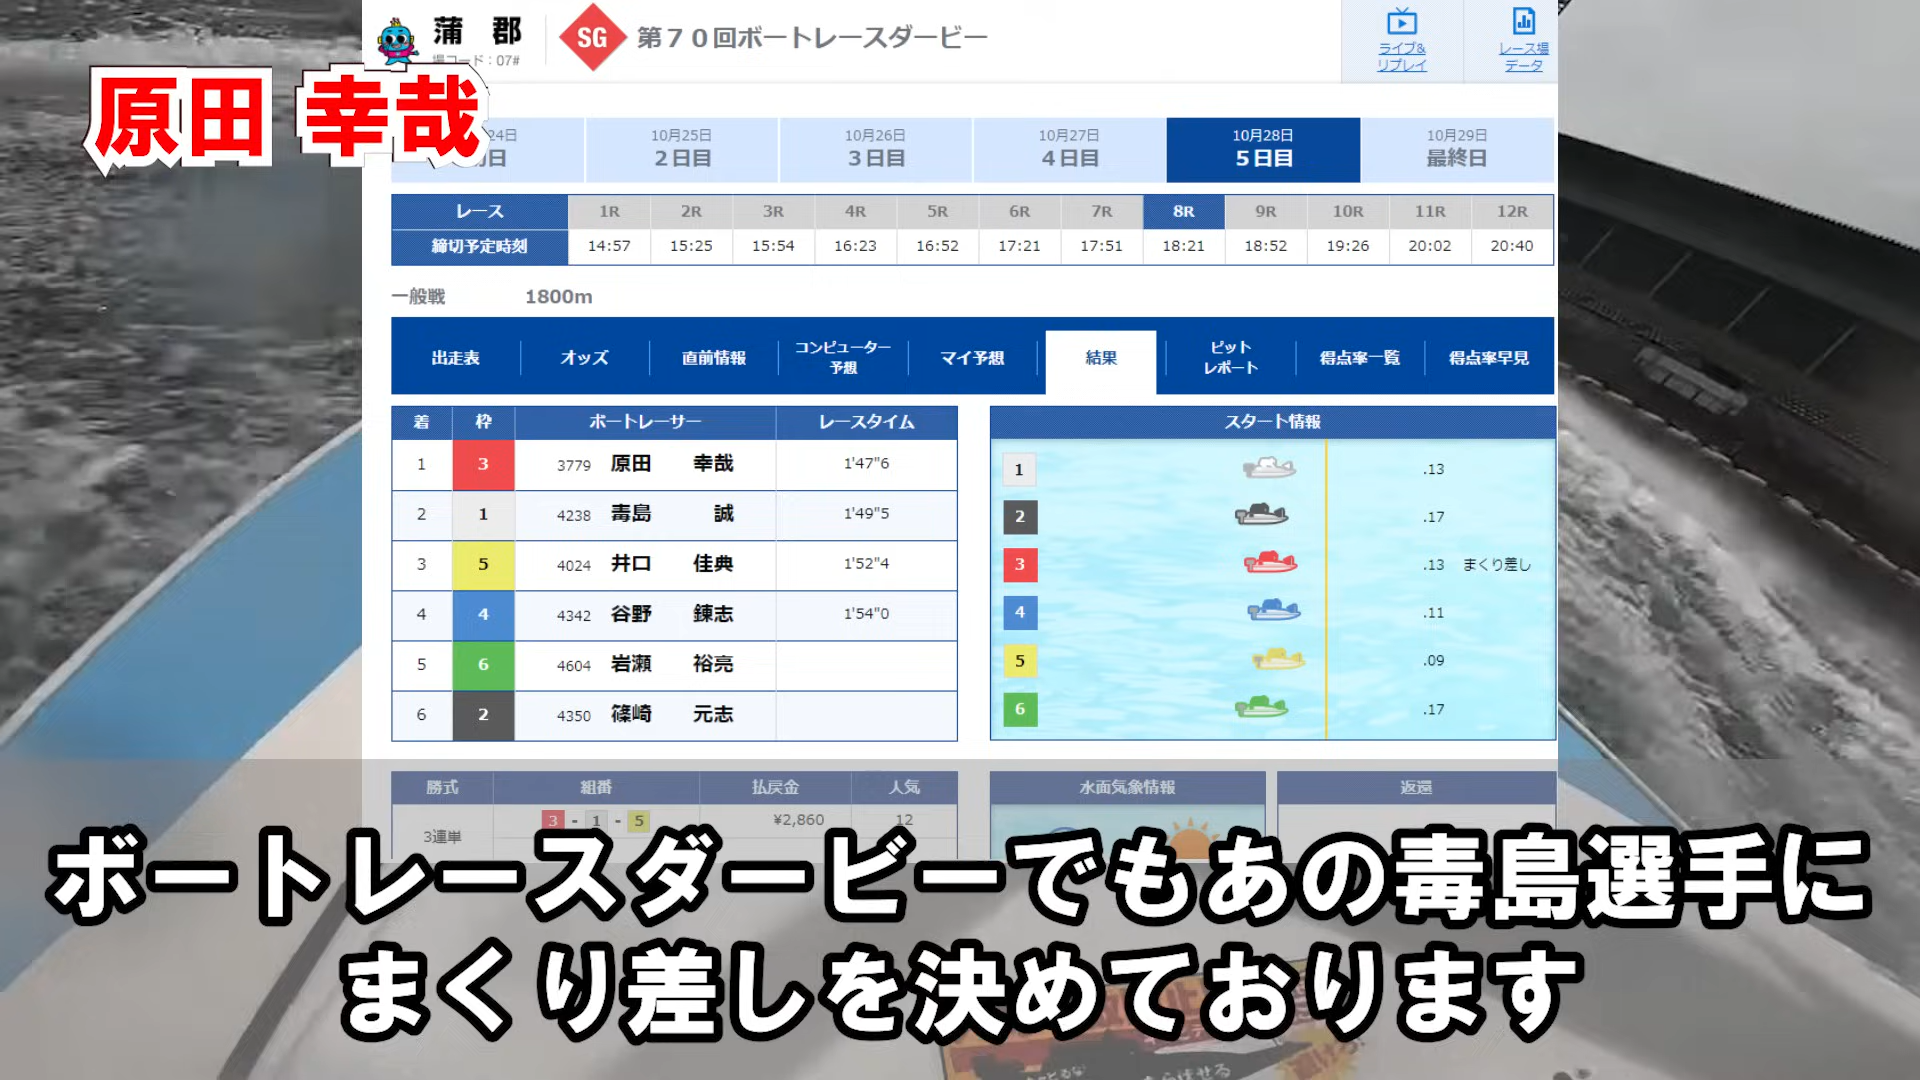 蒲 郡
場コード：07#
SG 第７０回ボートレースダービー
ライブ&
リプレイ
レース場
データ
原田 幸哉
24日 10月25日 10月26日 10月27日 10月28日 10月29日
日 2日目 3日目 4日目 5日目 最終日
レース 1R 2R 3R 4R 5R 6R 7R 8R 9R 10R 11R 12R
締切予定時刻 14:57 15:25 15:54 16:23 16:52 17:21 17:51 18:21 18:52 19:26 20:02 20:40
一般戦 1800m
出走表 オッズ 直前情報 コンピューター予想 マイ予想 結果 ピットレポート 得点率一覧 得点率早見
着 枠 ボートレーサー レースタイム
1 3 3779 原田 幸哉 1'47"6
2 1 4238 毒島 誠 1'49"5
3 5 4024 井口 佳典 1'52"4
4 4 4342 谷野 錬志 1'54"0
5 6 4604 岩瀬 裕亮
6 2 4350 篠崎 元志
スタート情報
1 .13
2 .17
3 .13 まくり差し
4 .11
5 .09
6 .17
勝式 組番 払戻金 人気
3連単 3 - 1 - 5 ¥2,860 12
水面気象情報
返還
ボートレースダービーでもあの毒島選手に
まくり差しを決めております